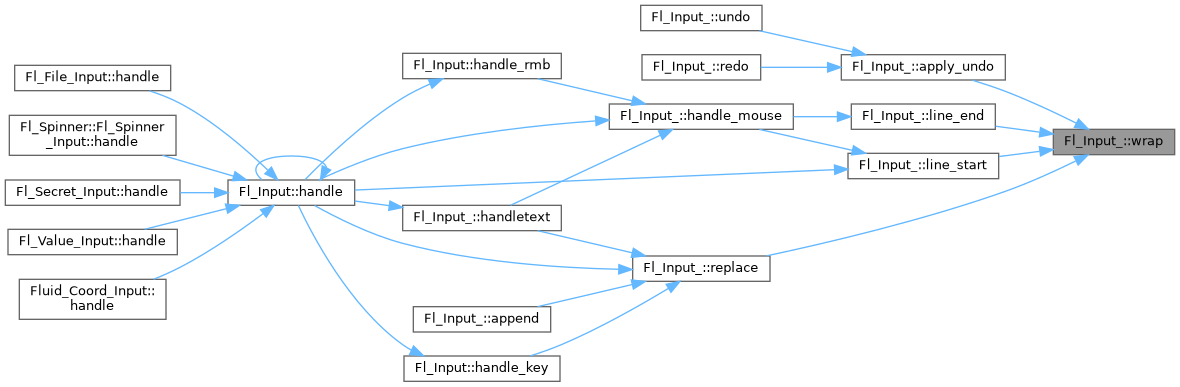 Fl_Input_::undo
Fl_Input_::redo
Fl_Input_::apply_undo
Fl_Input::handle_rmb
Fl_File_Input::handle
Fl_Input_::handle_mouse
Fl_Input_::line_end
Fl_Spinner::Fl_Spinner
_Input::handle
Fl_Input_::wrap
Fl_Input_::line_start
Fl_Secret_Input::handle
Fl_Input::handle
Fl_Input_::handletext
Fl_Value_Input::handle
Fl_Input_::replace
Fluid_Coord_Input::
handle
Fl_Input_::append
Fl_Input::handle_key